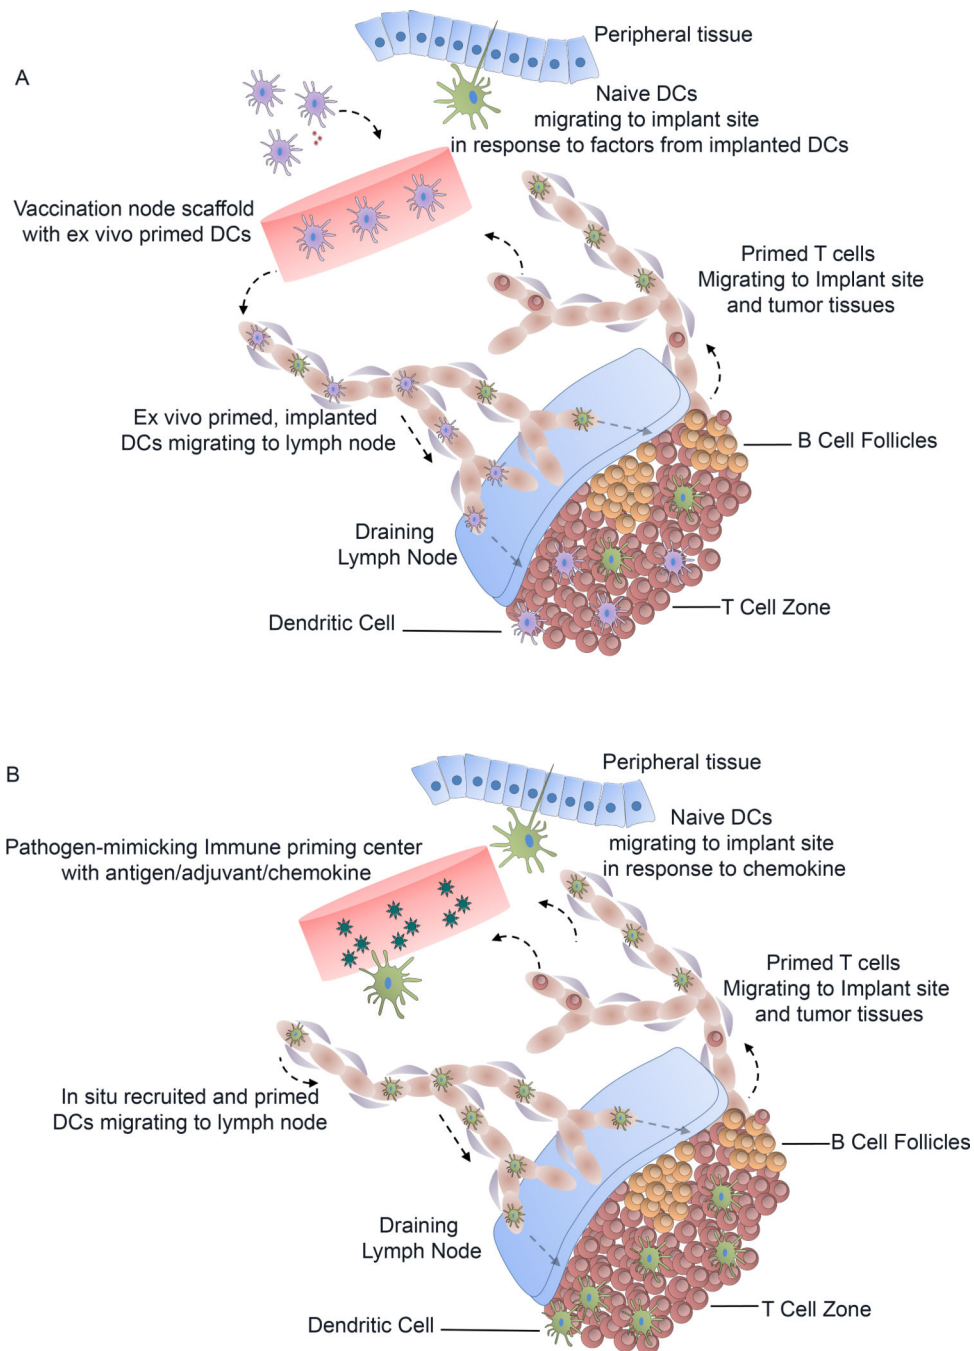 A
Peripheral tissue
Naive DCs
migrating to implant site
in response to factors from implanted DCs
Vaccination node scaffold
with ex vivo primed DCs
Primed T cells
Migrating to Implant site
and tumor tissues
Ex vivo primed, implanted
DCs migrating to lymph node
B Cell Follicles
Draining
Lymph Node
T Cell Zone
Dendritic Cell
B
Peripheral tissue
Naive DCs
migrating to implant site
in response to chemokine
Pathogen-mimicking Immune priming center
with antigen/adjuvant/chemokine
Primed T cells
Migrating to Implant site
and tumor tissues
In situ recruited and primed
DCs migrating to lymph node
B Cell Follicles
Draining
Lymph Node
T Cell Zone
Dendritic Cell